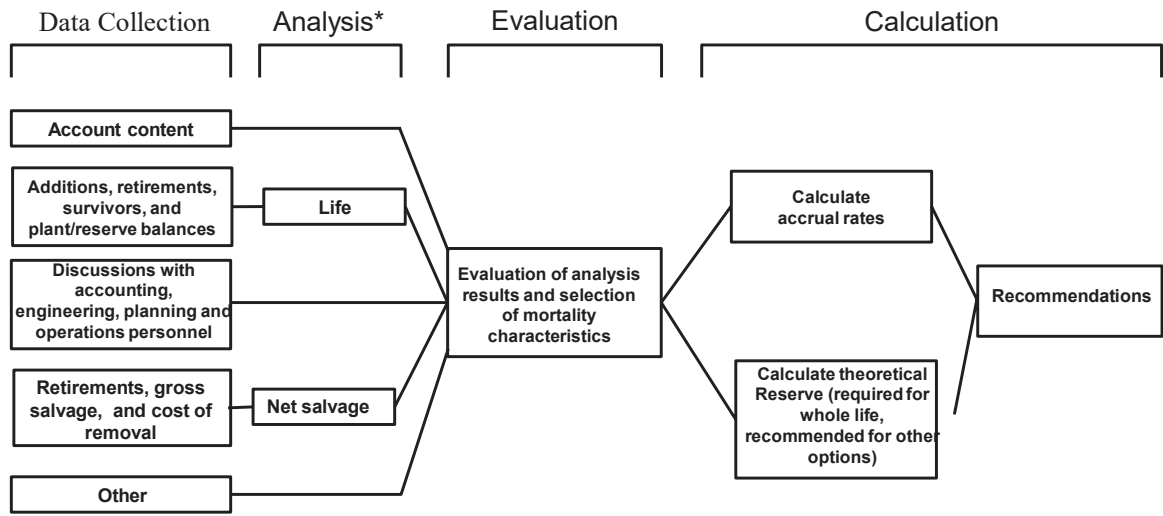 Data Collection
Analysis*
Evaluation
Calculation
Account content
Additions, retirements,
survivors, and
plant/reserve balances
Life
Discussions with
accounting,
engineering, planning and
operations personnel
Retirements, gross
salvage, and cost of
removal
Net salvage
Other
Evaluation of analysis
results and selection
of mortality
characteristics
Calculate
accrual rates
Calculate theoretical
Reserve (required for
whole life,
recommended for other
options)
Recommendations